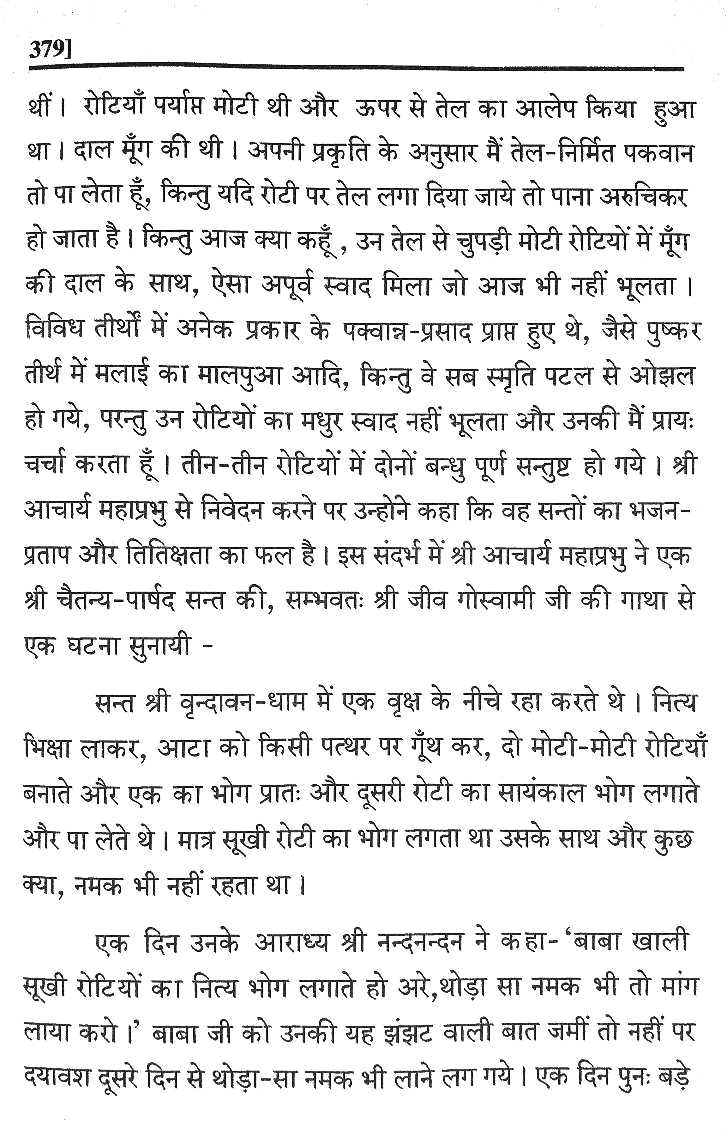 379]
थीं। रोटियाँ पर्याप्त मोटी थी और ऊपर से तेल का आलेप किया हुआ
था। दाल मूँग की थी। अपनी प्रकृति के अनुसार मैं तेल-निर्मित पकवान
तो पा लेता हूँ, किन्तु यदि रोटी पर तेल लगा दिया जाये तो पाना अरुचिकर
हो जाता है। किन्तु आज क्या कहूँ , उन तेल से चुपड़ी मोटी रोटियों में मूँग
की दाल के साथ, ऐसा अपूर्व स्वाद मिला जो आज भी नहीं भूलता ।
विविध तीर्थों में अनेक प्रकार के पक्वान्न-प्रसाद प्राप्त हुए थे, जैसे पुष्कर
तीर्थ में मलाई का मालपुआ आदि, किन्तु वे सब स्मृति पटल से ओझल
हो गये, परन्तु उन रोटियों का मधुर स्वाद नहीं भूलता और उनकी मैं प्रायः
चर्चा करता हूँ। तीन-तीन रोटियों में दोनों बन्धु पूर्ण सन्तुष्ट हो गये। श्री
आचार्य महाप्रभु से निवेदन करने पर उन्होने कहा कि वह सन्तों का भजन-
प्रताप और तितिक्षता का फल है। इस संदर्भ में श्री आचार्य महाप्रभु ने एक
श्री चैतन्य-पार्षद सन्त की, सम्भवतः श्री जीव गोस्वामी जी की गाथा से
एक घटना सुनायी -
सन्त श्री वृन्दावन-धाम में एक वृक्ष के नीचे रहा करते थे। नित्य
भिक्षा लाकर, आटा को किसी पत्थर पर गूँथ कर, दो मोटी-मोटी रोटियाँ
बनाते और एक का भोग प्रातः और दूसरी रोटी का सायंकाल भोग लगाते
और पा लेते थे। मात्र सूखी रोटी का भोग लगता था उसके साथ और कुछ
क्या, नमक भी नहीं रहता था।
एक दिन उनके आराध्य श्री नन्दनन्दन ने कहा- ‘बाबा खाली
सूखी रोटियों का नित्य भोग लगाते हो अरे,थोड़ा सा नमक भी तो मांग
लाया करो।’ बाबा जी को उनकी यह झंझट वाली बात जमीं तो नहीं पर
दयावश दूसरे दिन से थोड़ा-सा नमक भी लाने लग गये। एक दिन पुनः बड़े